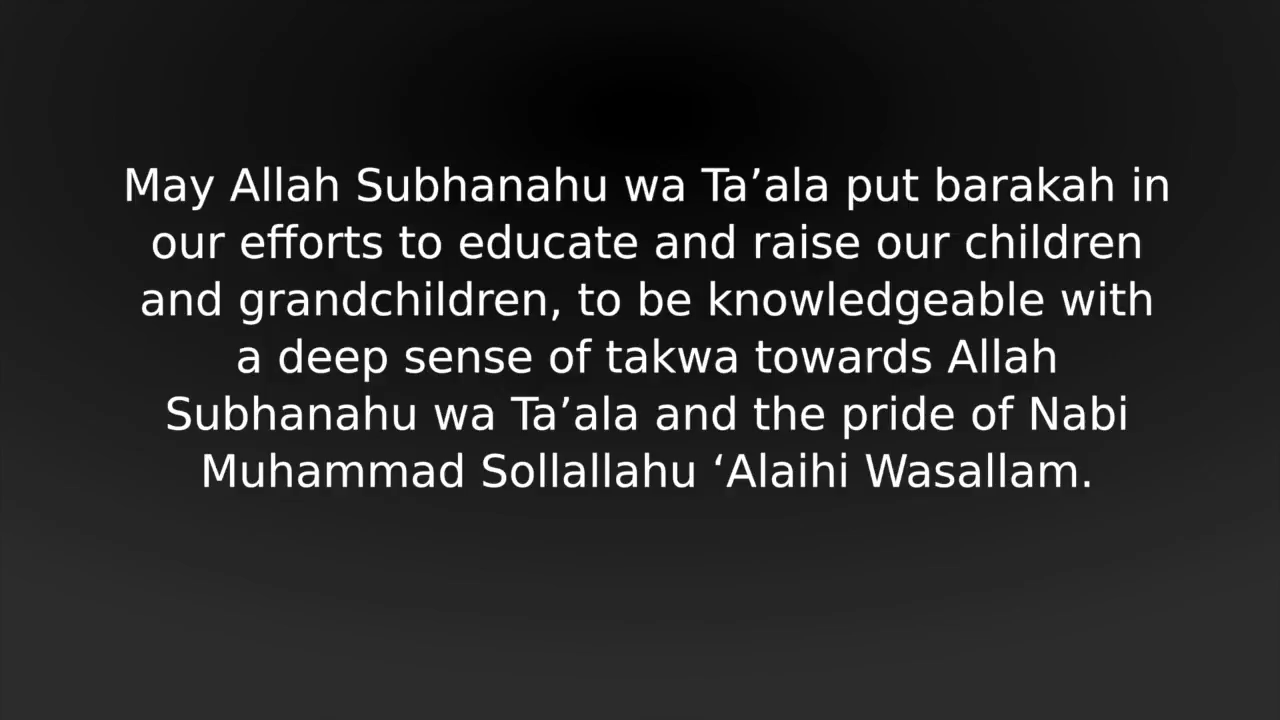 May Allah Subhanahu wa Ta’ala put barakah in
our efforts to educate and raise our children
and grandchildren, to be knowledgeable with
a deep sense of takwa towards Allah
Subhanahu wa Ta’ala and the pride of Nabi
Muhammad Sollallahu ‘Alaihi Wasallam.